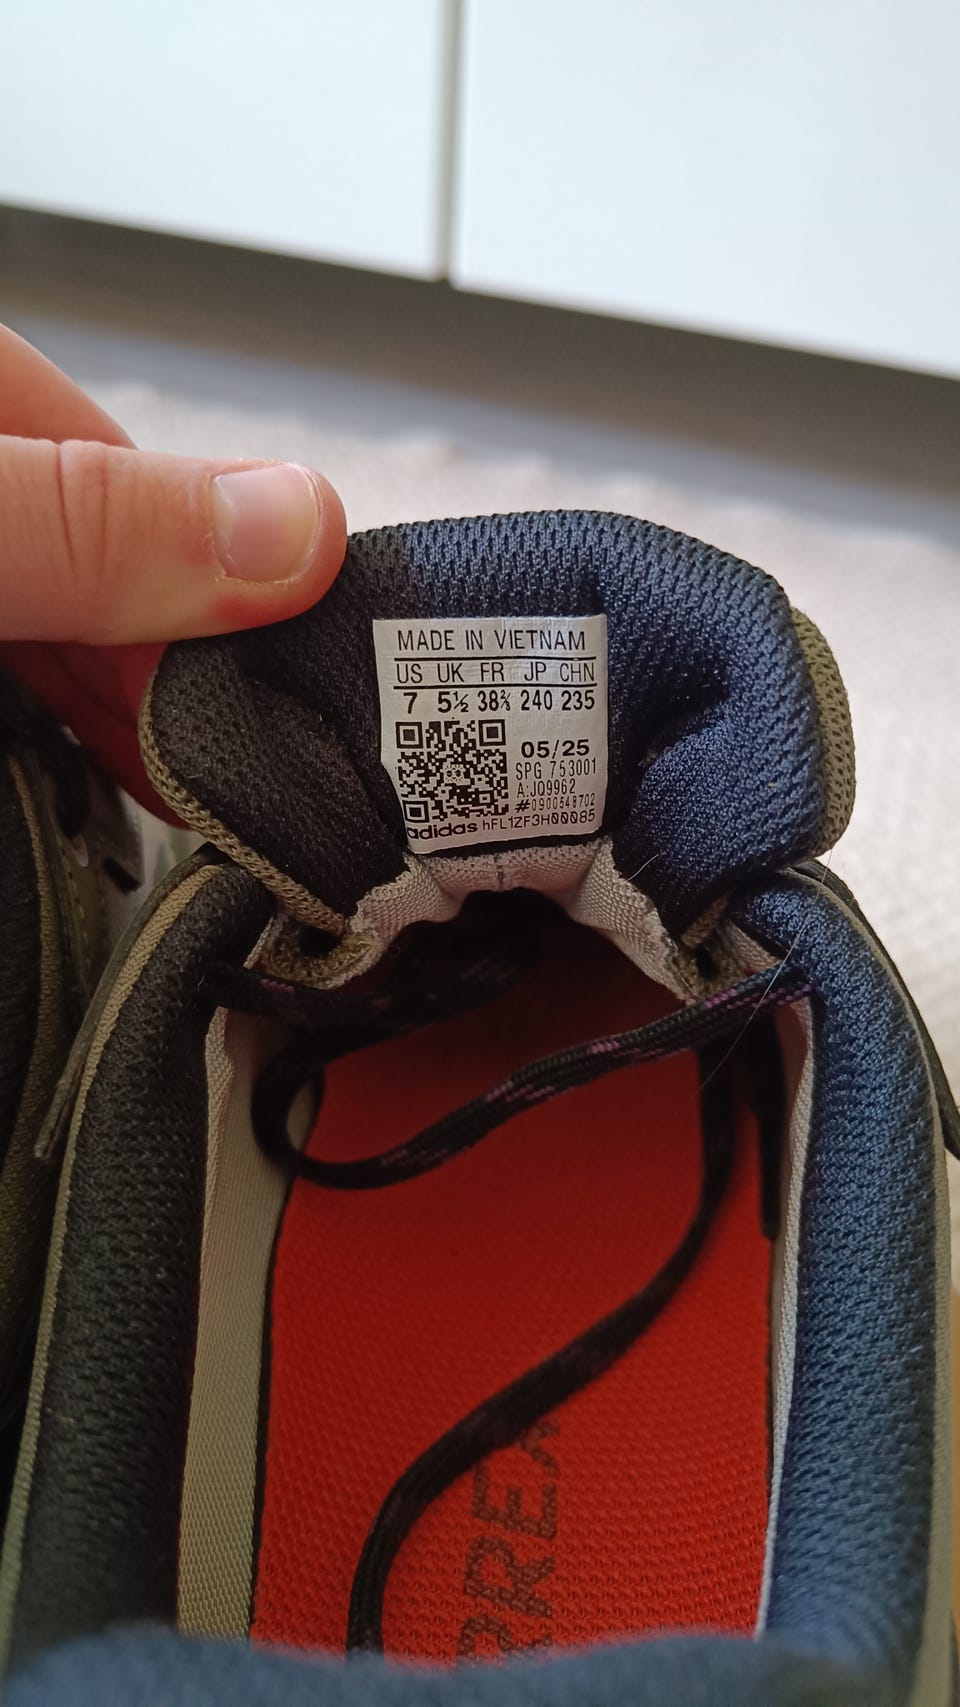 MADE IN VIETNAM
US UK FR JP CHN
7 5½ 38⅔ 240 235
05/25
SPG 753001
A:JQ9962
#0900548702
adidas hFL1ZF3H00085
RREX